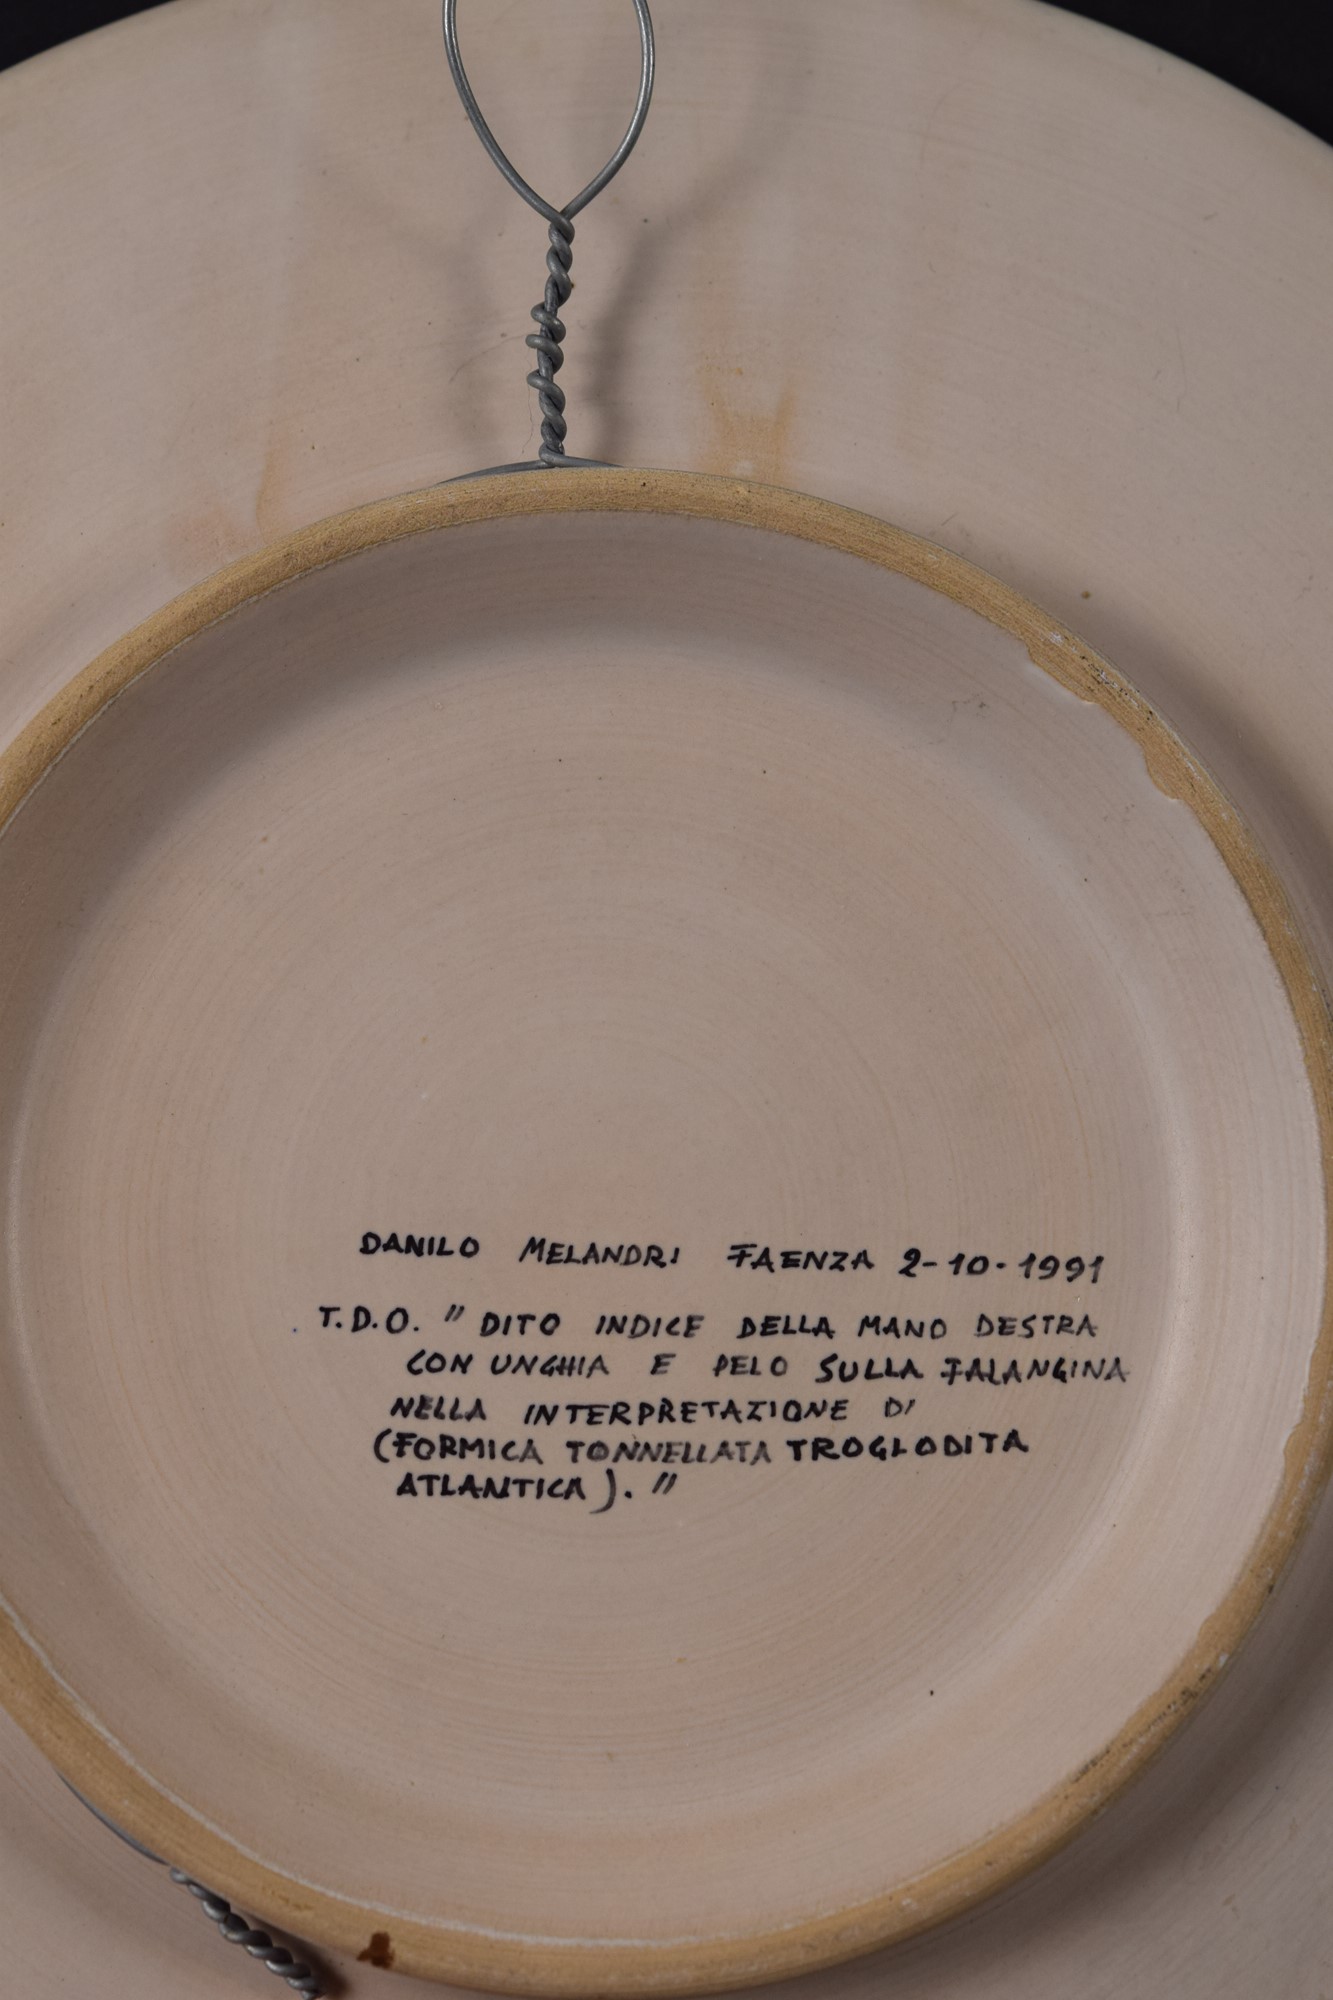 DANILO MELANDRI FAENZA 2-10-1991
T.D.O. " DITO INDICE DELLA MANO DESTRA
CON UNGHIA E PELO SULLA FALANGINA
NELLA INTERPRETAZIONE DI
(FORMICA TONNELLATA TROGLODITA
ATLANTICA). "